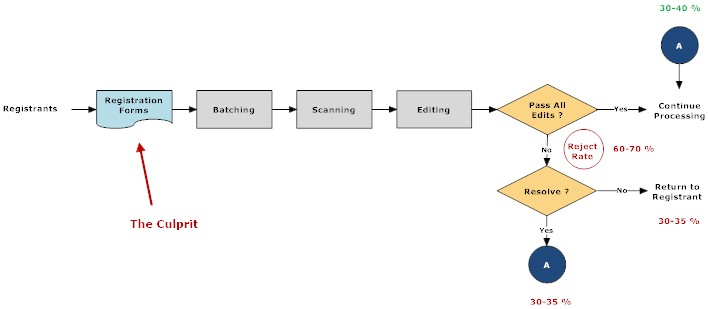 30-40 %
A
Registrants
Registration
Forms
Batching
Scanning
Editing
Pass All
Edits ?
Yes
Continue
Processing
No
Reject
Rate
60-70 %
Resolve ?
No
Return to
Registrant
30-35 %
The Culprit
Yes
A
30-35 %